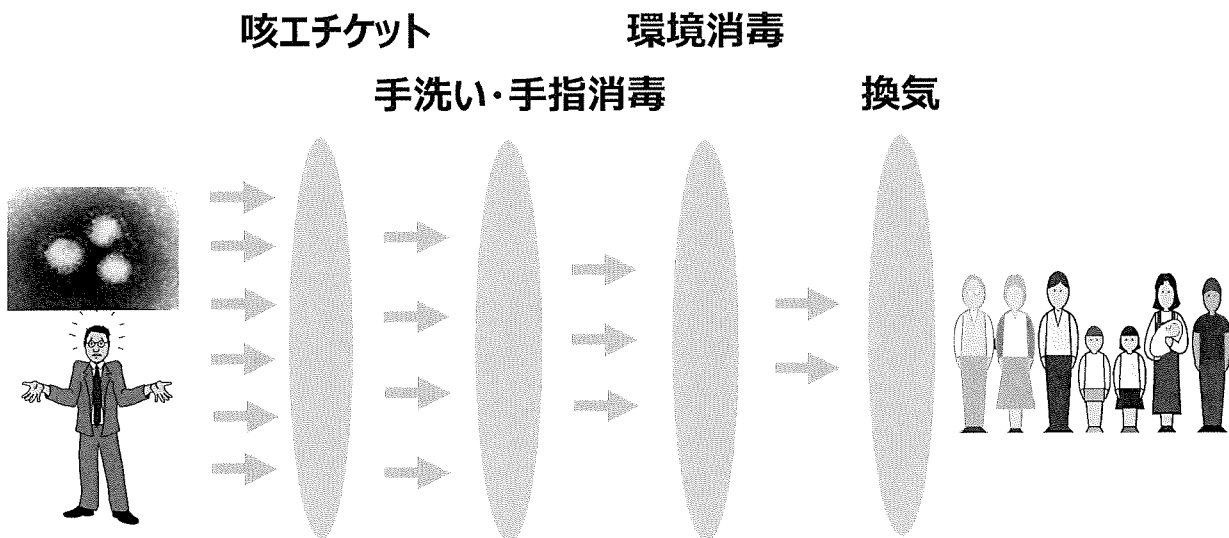 咳エチケット
環境消毒
手洗い・手指消毒
換気